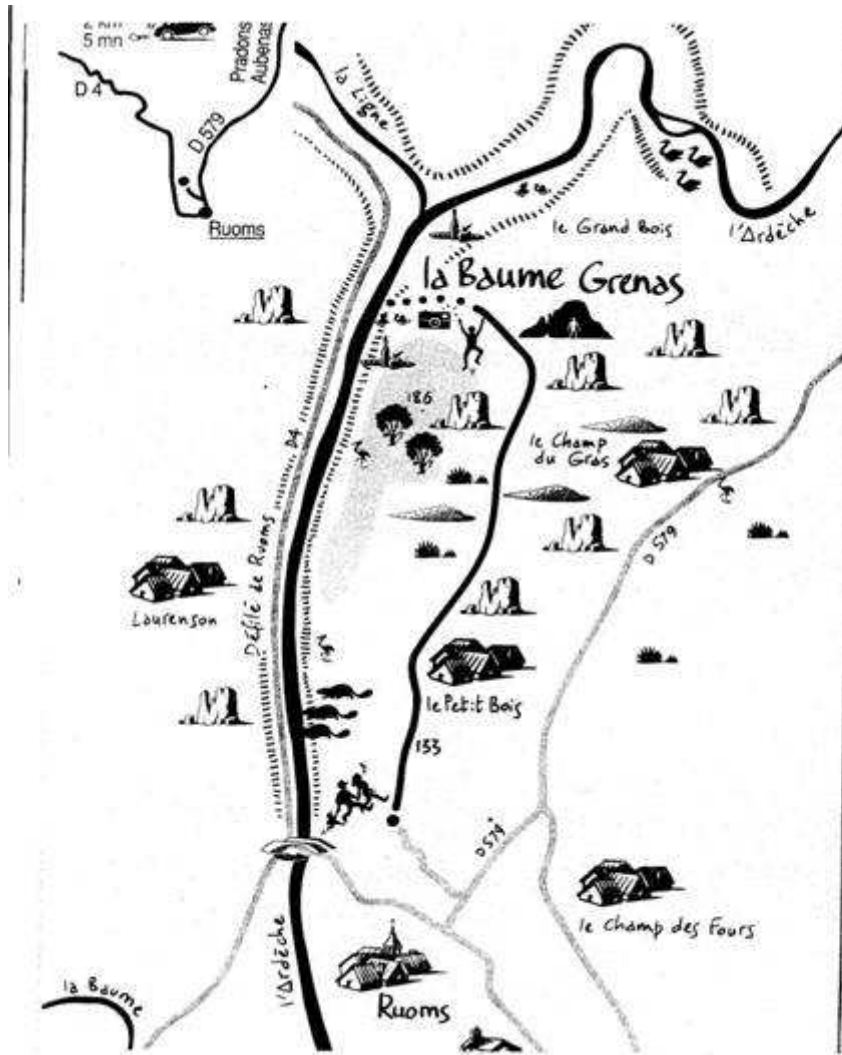 5 mn
Pradons
Aubenas
D 4
D 579
Ruoms
la Ligne
le Grand Bois
l'Ardèche
la Baume Grenas
186
le Champ
du Gras
D4
D 579
Défilé de Ruoms
Laurenson
le Petit Bois
133
D 579
le Champ des Fours
l'Ardèche
la Baume
Ruoms